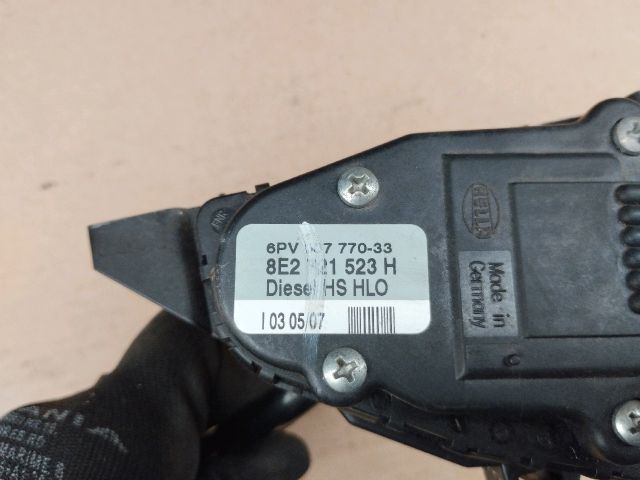 6PV 770-33
8E2 523 H
Diesel HS HLO
I 03 05/07
HELLA
Made in
Germany